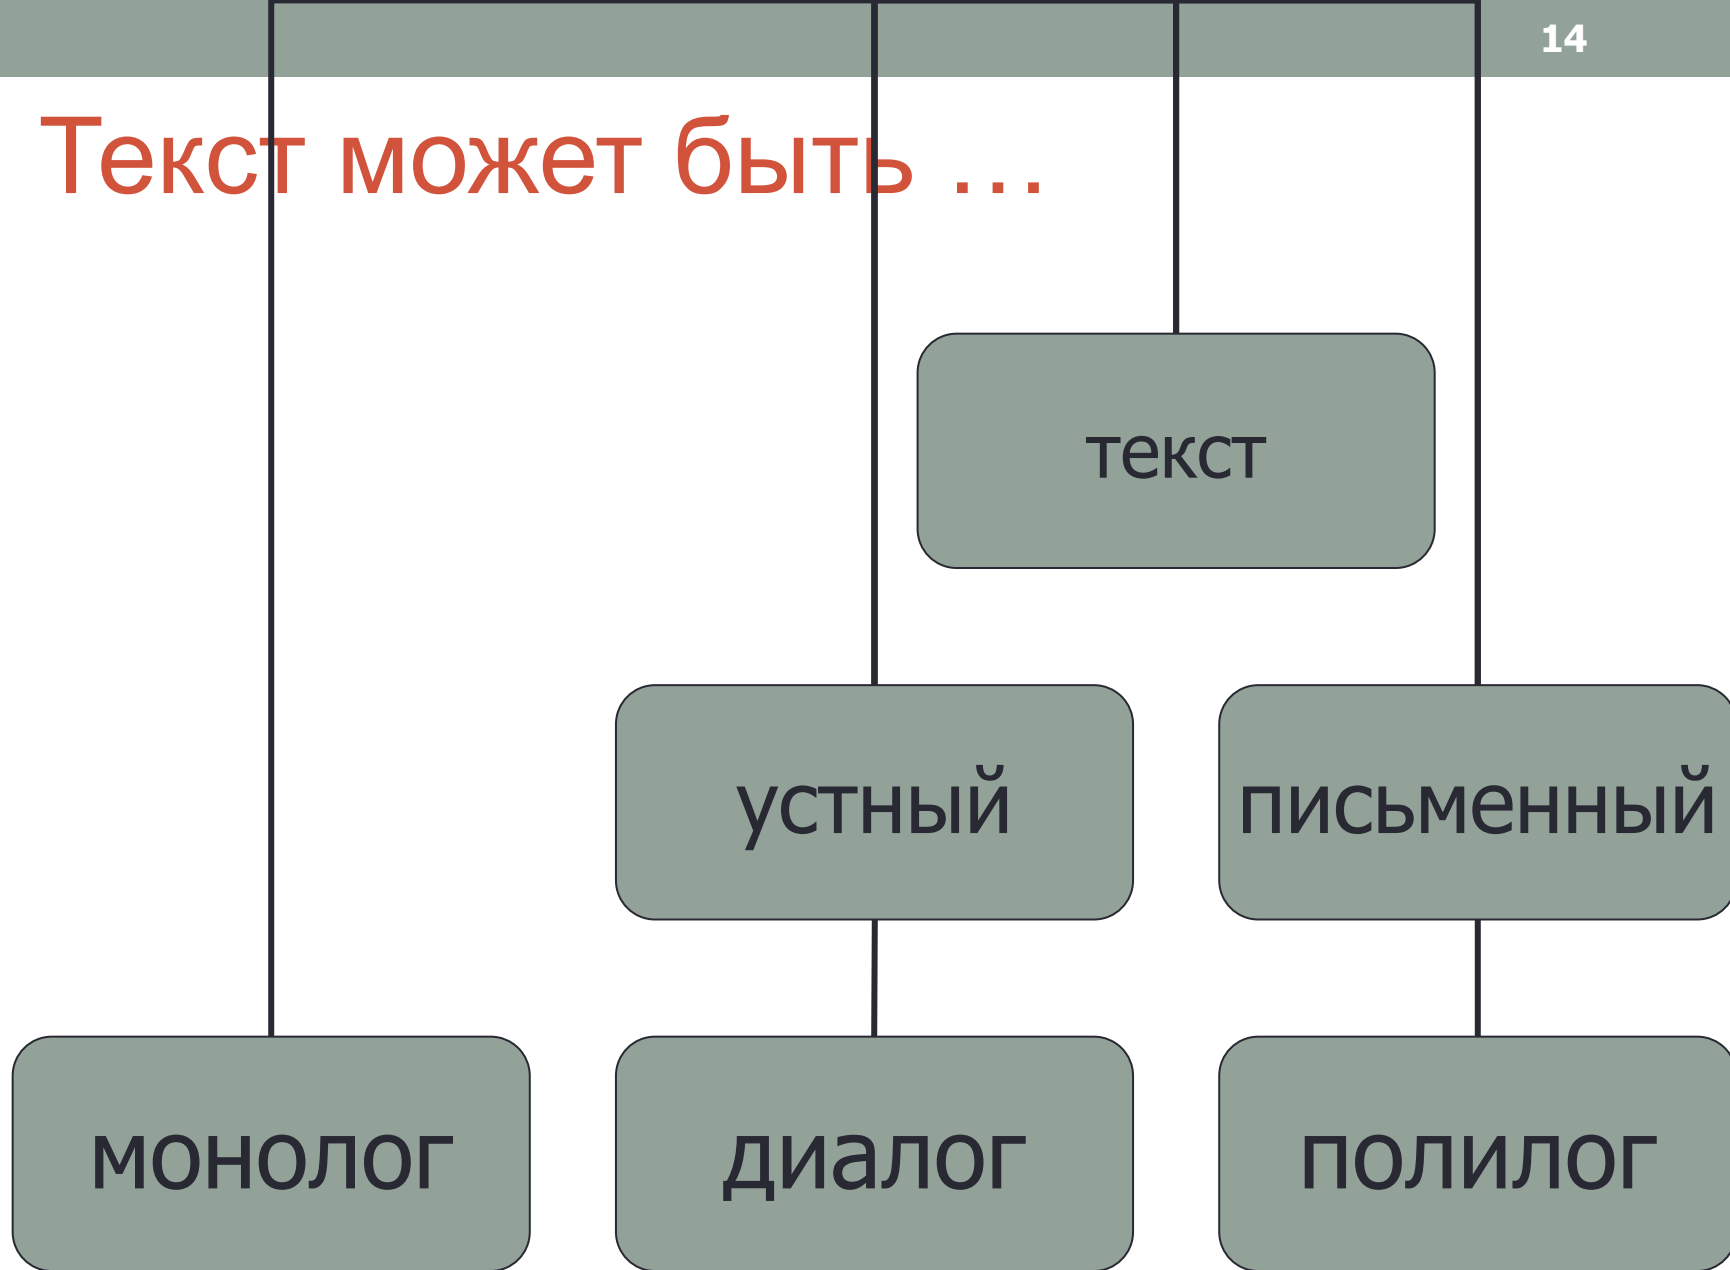 14
Текст может быть …
текст
устный
письменный
монолог
диалог
полилог